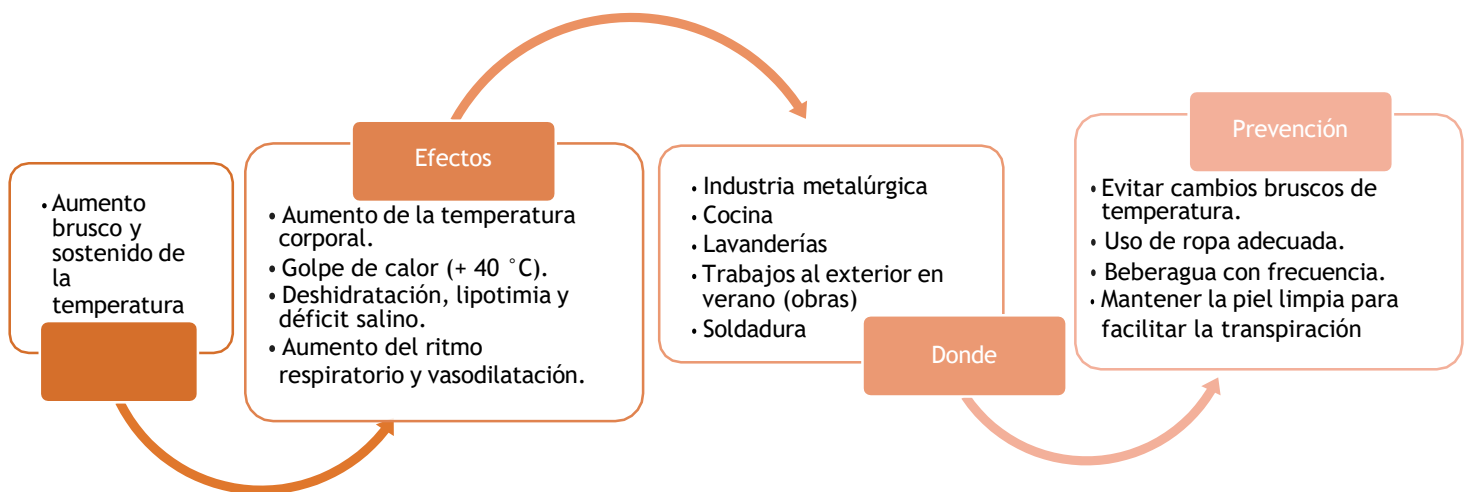 • Aumento
brusco y
sostenido de
la
temperatura
Efectos
• Aumento de la temperatura
corporal.
• Golpe de calor (+ 40 °C).
• Deshidratación, lipotimia y
déficit salino.
• Aumento del ritmo
respiratorio y vasodilatación.
• Industria metalúrgica
• Cocina
• Lavanderías
• Trabajos al exterior en
verano (obras)
• Soldadura
Donde
Prevención
• Evitar cambios bruscos de
temperatura.
• Uso de ropa adecuada.
• Beberagua con frecuencia.
• Mantener la piel limpia para
facilitar la transpiración